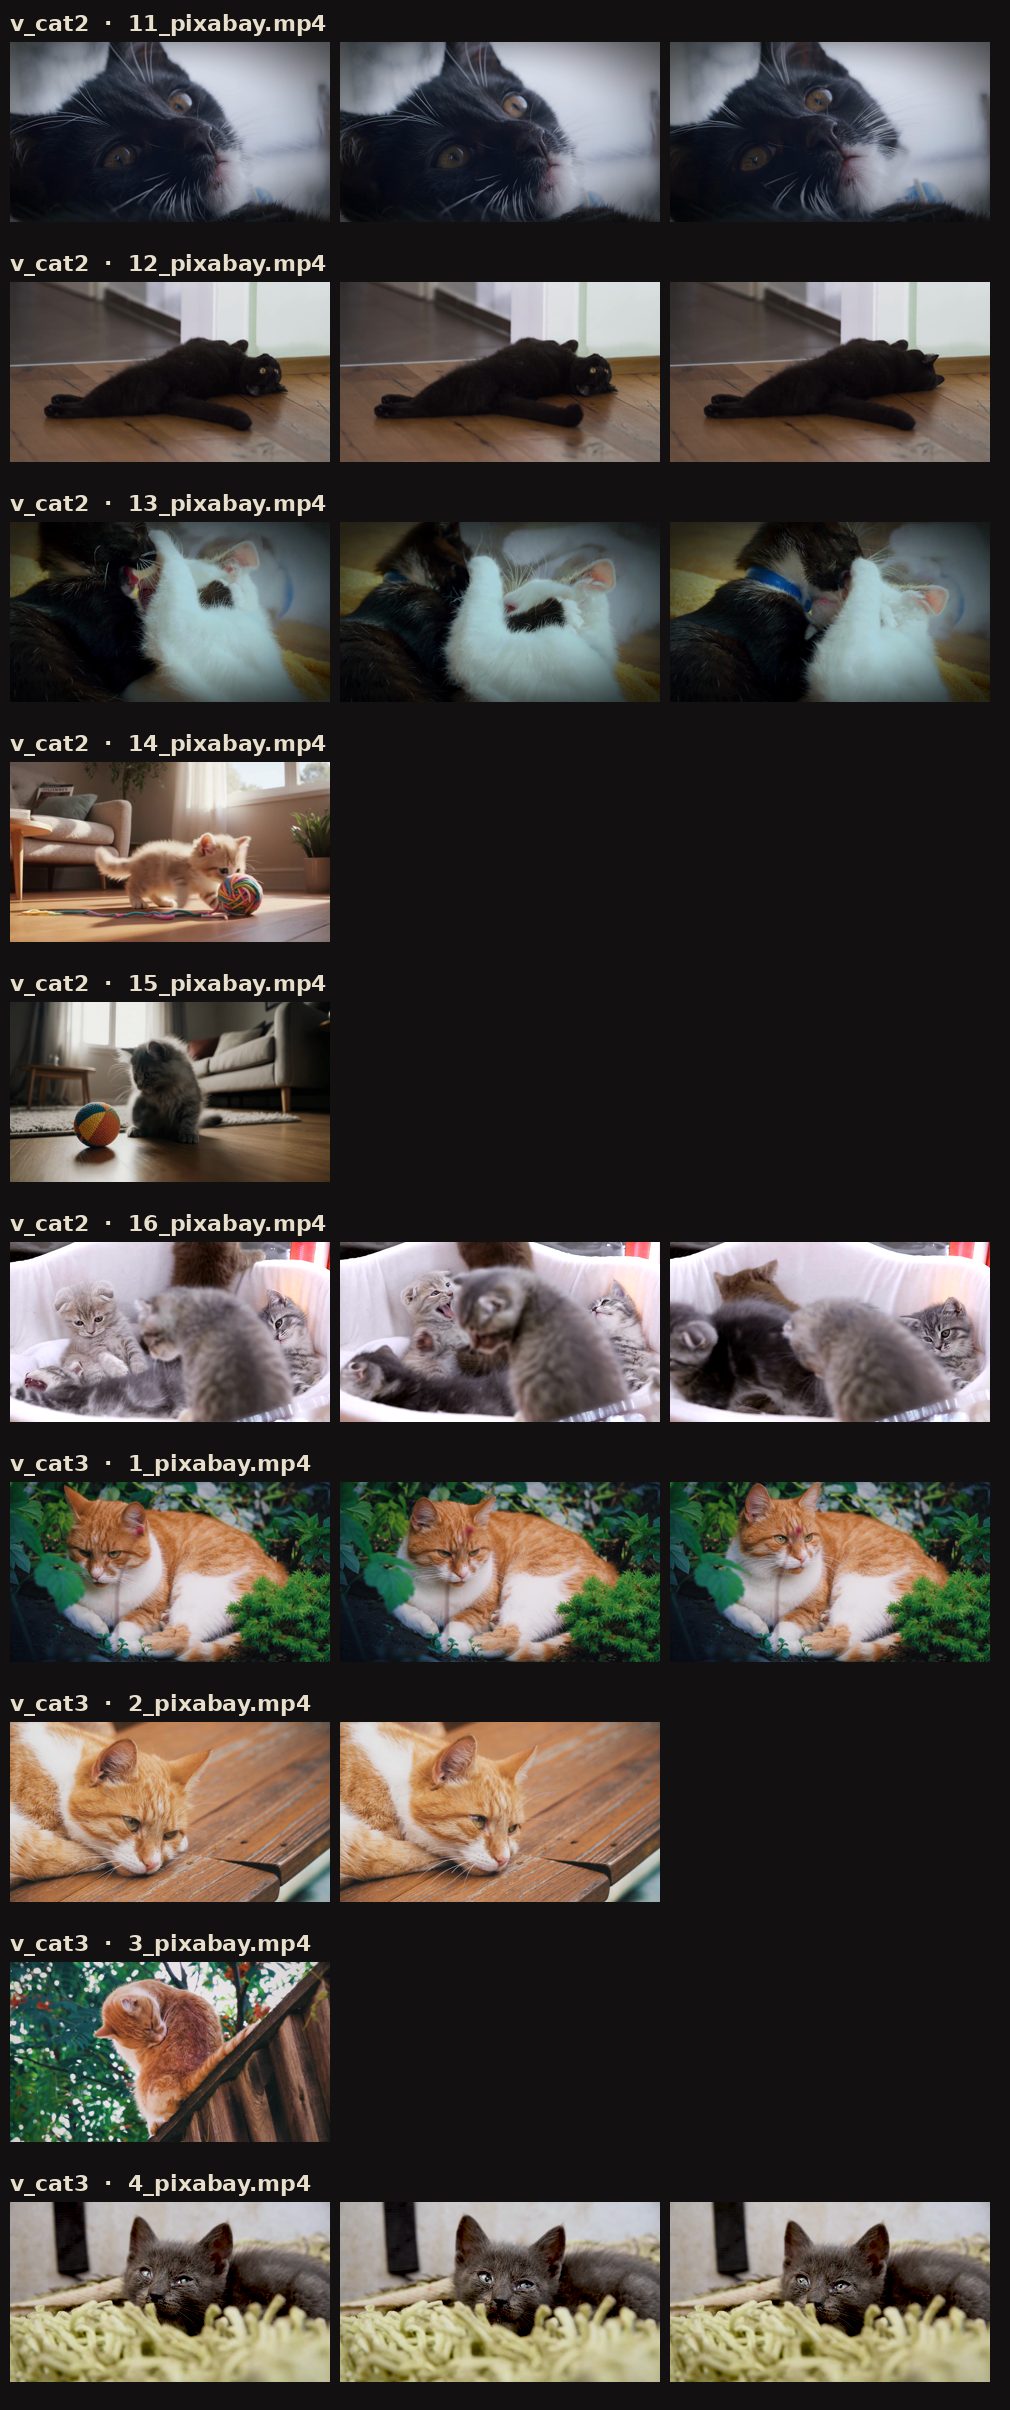 v_cat2 · 11_pixabay.mp4
v_cat2 · 12_pixabay.mp4
v_cat2 · 13_pixabay.mp4
v_cat2 · 14_pixabay.mp4
v_cat2 · 15_pixabay.mp4
v_cat2 · 16_pixabay.mp4
v_cat3 · 1_pixabay.mp4
v_cat3 · 2_pixabay.mp4
v_cat3 · 3_pixabay.mp4
v_cat3 · 4_pixabay.mp4